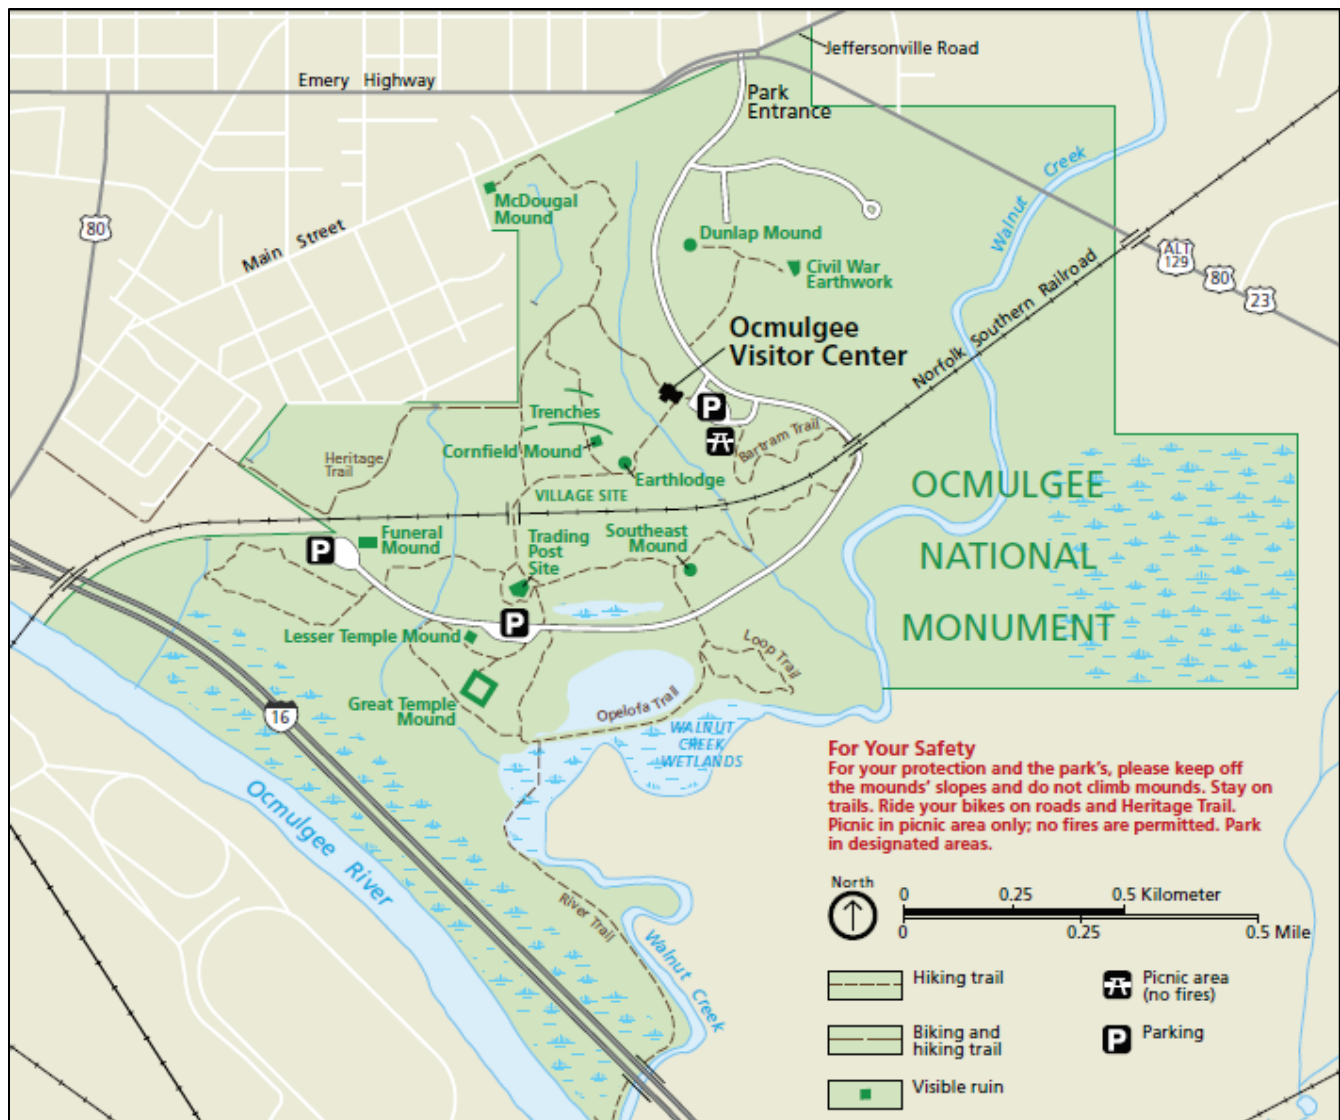 Jeffersonville Road
Emery Highway
Park
Entrance
Walnut Creek
McDougal
Mound
80
Main Street
Dunlap Mound
ALT
129
80
23
Civil War
Earthwork
Norfolk Southern Railroad
Ocmulgee
Visitor Center
P
Trenches
Bartram Trail
Cornfield Mound
Heritage
Trail
Earthlodge
VILLAGE SITE
OCMULGEE
NATIONAL
MONUMENT
Funeral
Mound
P
Trading
Post
Site
Southeast
Mound
P
Lesser Temple Mound
Loop Trail
Great Temple
Mound
Opelofa Trail
16
WALNUT
CREEK
WETLANDS
Ocmulgee River
River Trail
Walnut Creek
For Your Safety
For your protection and the park's, please keep off
the mounds' slopes and do not climb mounds. Stay on
trails. Ride your bikes on roads and Heritage Trail.
Picnic in picnic area only; no fires are permitted. Park
in designated areas.
North
0 0.25 0.5 Kilometer
0 0.25 0.5 Mile
Hiking trail
Picnic area
(no fires)
Biking and
hiking trail
P Parking
Visible ruin